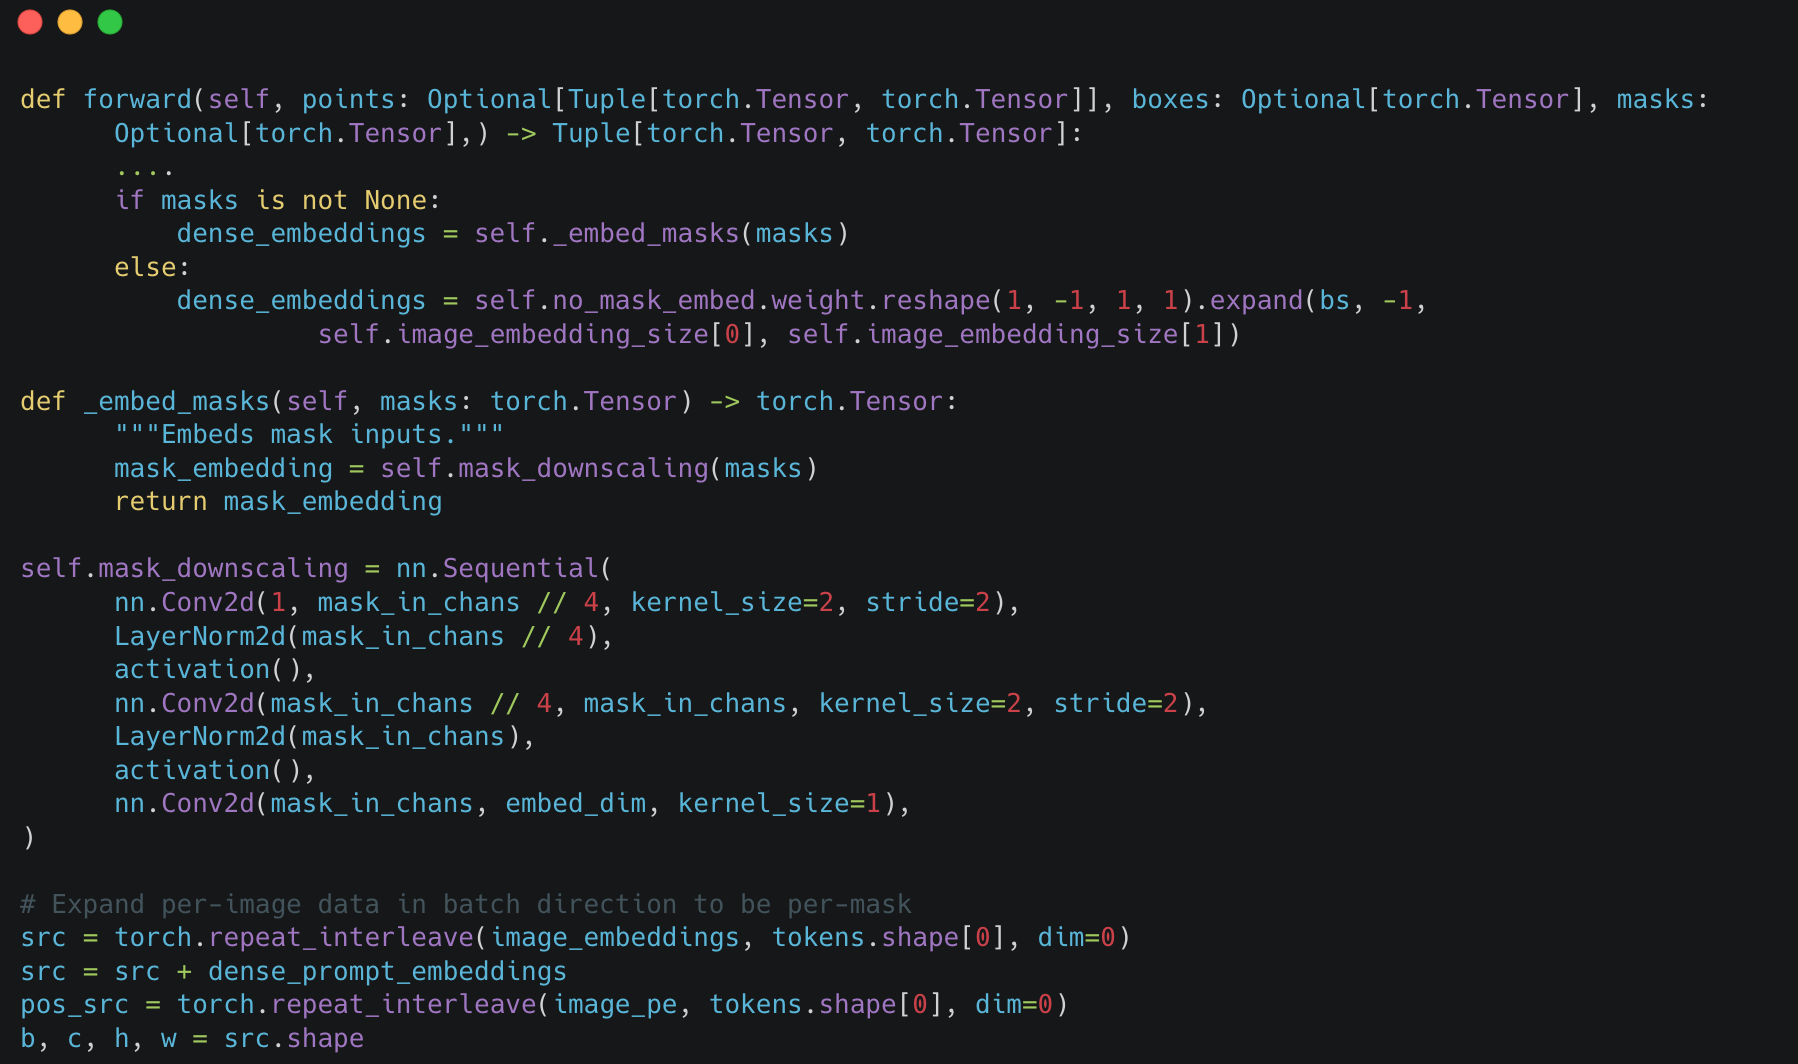 def forward(self, points: Optional[Tuple[torch.Tensor, torch.Tensor]], boxes: Optional[torch.Tensor], masks:
      Optional[torch.Tensor],) -> Tuple[torch.Tensor, torch.Tensor]:
      ....
      if masks is not None:
          dense_embeddings = self._embed_masks(masks)
      else:
          dense_embeddings = self.no_mask_embed.weight.reshape(1, -1, 1, 1).expand(bs, -1,
                   self.image_embedding_size[0], self.image_embedding_size[1])

def _embed_masks(self, masks: torch.Tensor) -> torch.Tensor:
      """Embeds mask inputs."""
      mask_embedding = self.mask_downscaling(masks)
      return mask_embedding

self.mask_downscaling = nn.Sequential(
      nn.Conv2d(1, mask_in_chans // 4, kernel_size=2, stride=2),
      LayerNorm2d(mask_in_chans // 4),
      activation(),
      nn.Conv2d(mask_in_chans // 4, mask_in_chans, kernel_size=2, stride=2),
      LayerNorm2d(mask_in_chans),
      activation(),
      nn.Conv2d(mask_in_chans, embed_dim, kernel_size=1),
)

# Expand per-image data in batch direction to be per-mask
src = torch.repeat_interleave(image_embeddings, tokens.shape[0], dim=0)
src = src + dense_prompt_embeddings
pos_src = torch.repeat_interleave(image_pe, tokens.shape[0], dim=0)
b, c, h, w = src.shape